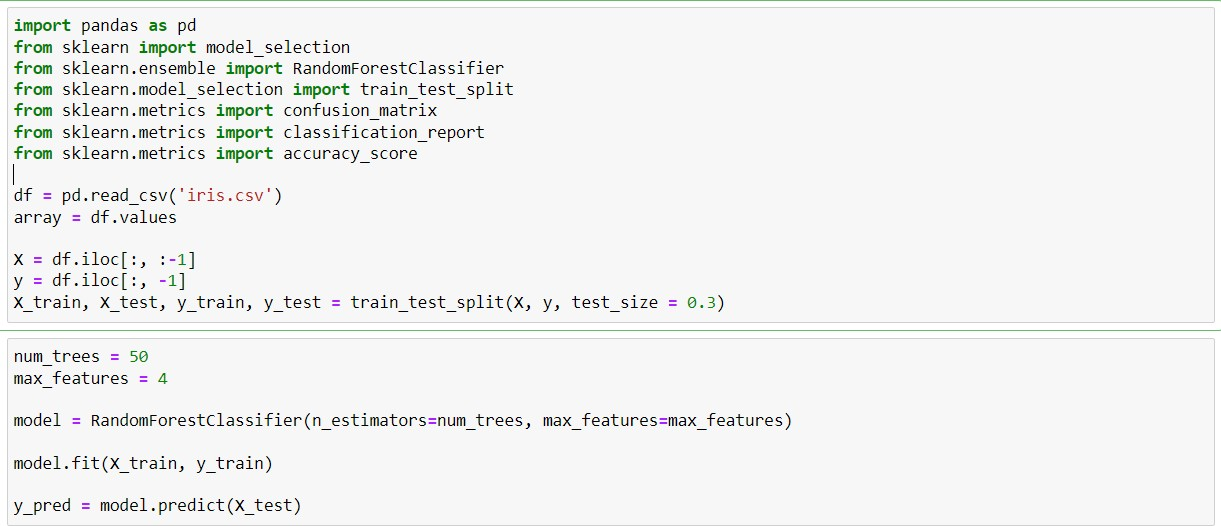 import pandas as pd
from sklearn import model_selection
from sklearn.ensemble import RandomForestClassifier
from sklearn.model_selection import train_test_split
from sklearn.metrics import confusion_matrix
from sklearn.metrics import classification_report
from sklearn.metrics import accuracy_score
df = pd.read_csv('iris.csv')
array = df.values
X = df.iloc[:, :-1]
y = df.iloc[:, -1]
X_train, X_test, y_train, y_test = train_test_split(X, y, test_size = 0.3)
num_trees = 50
max_features = 4
model = RandomForestClassifier(n_estimators=num_trees, max_features=max_features)
model.fit(X_train, y_train)
y_pred = model.predict(X_test)